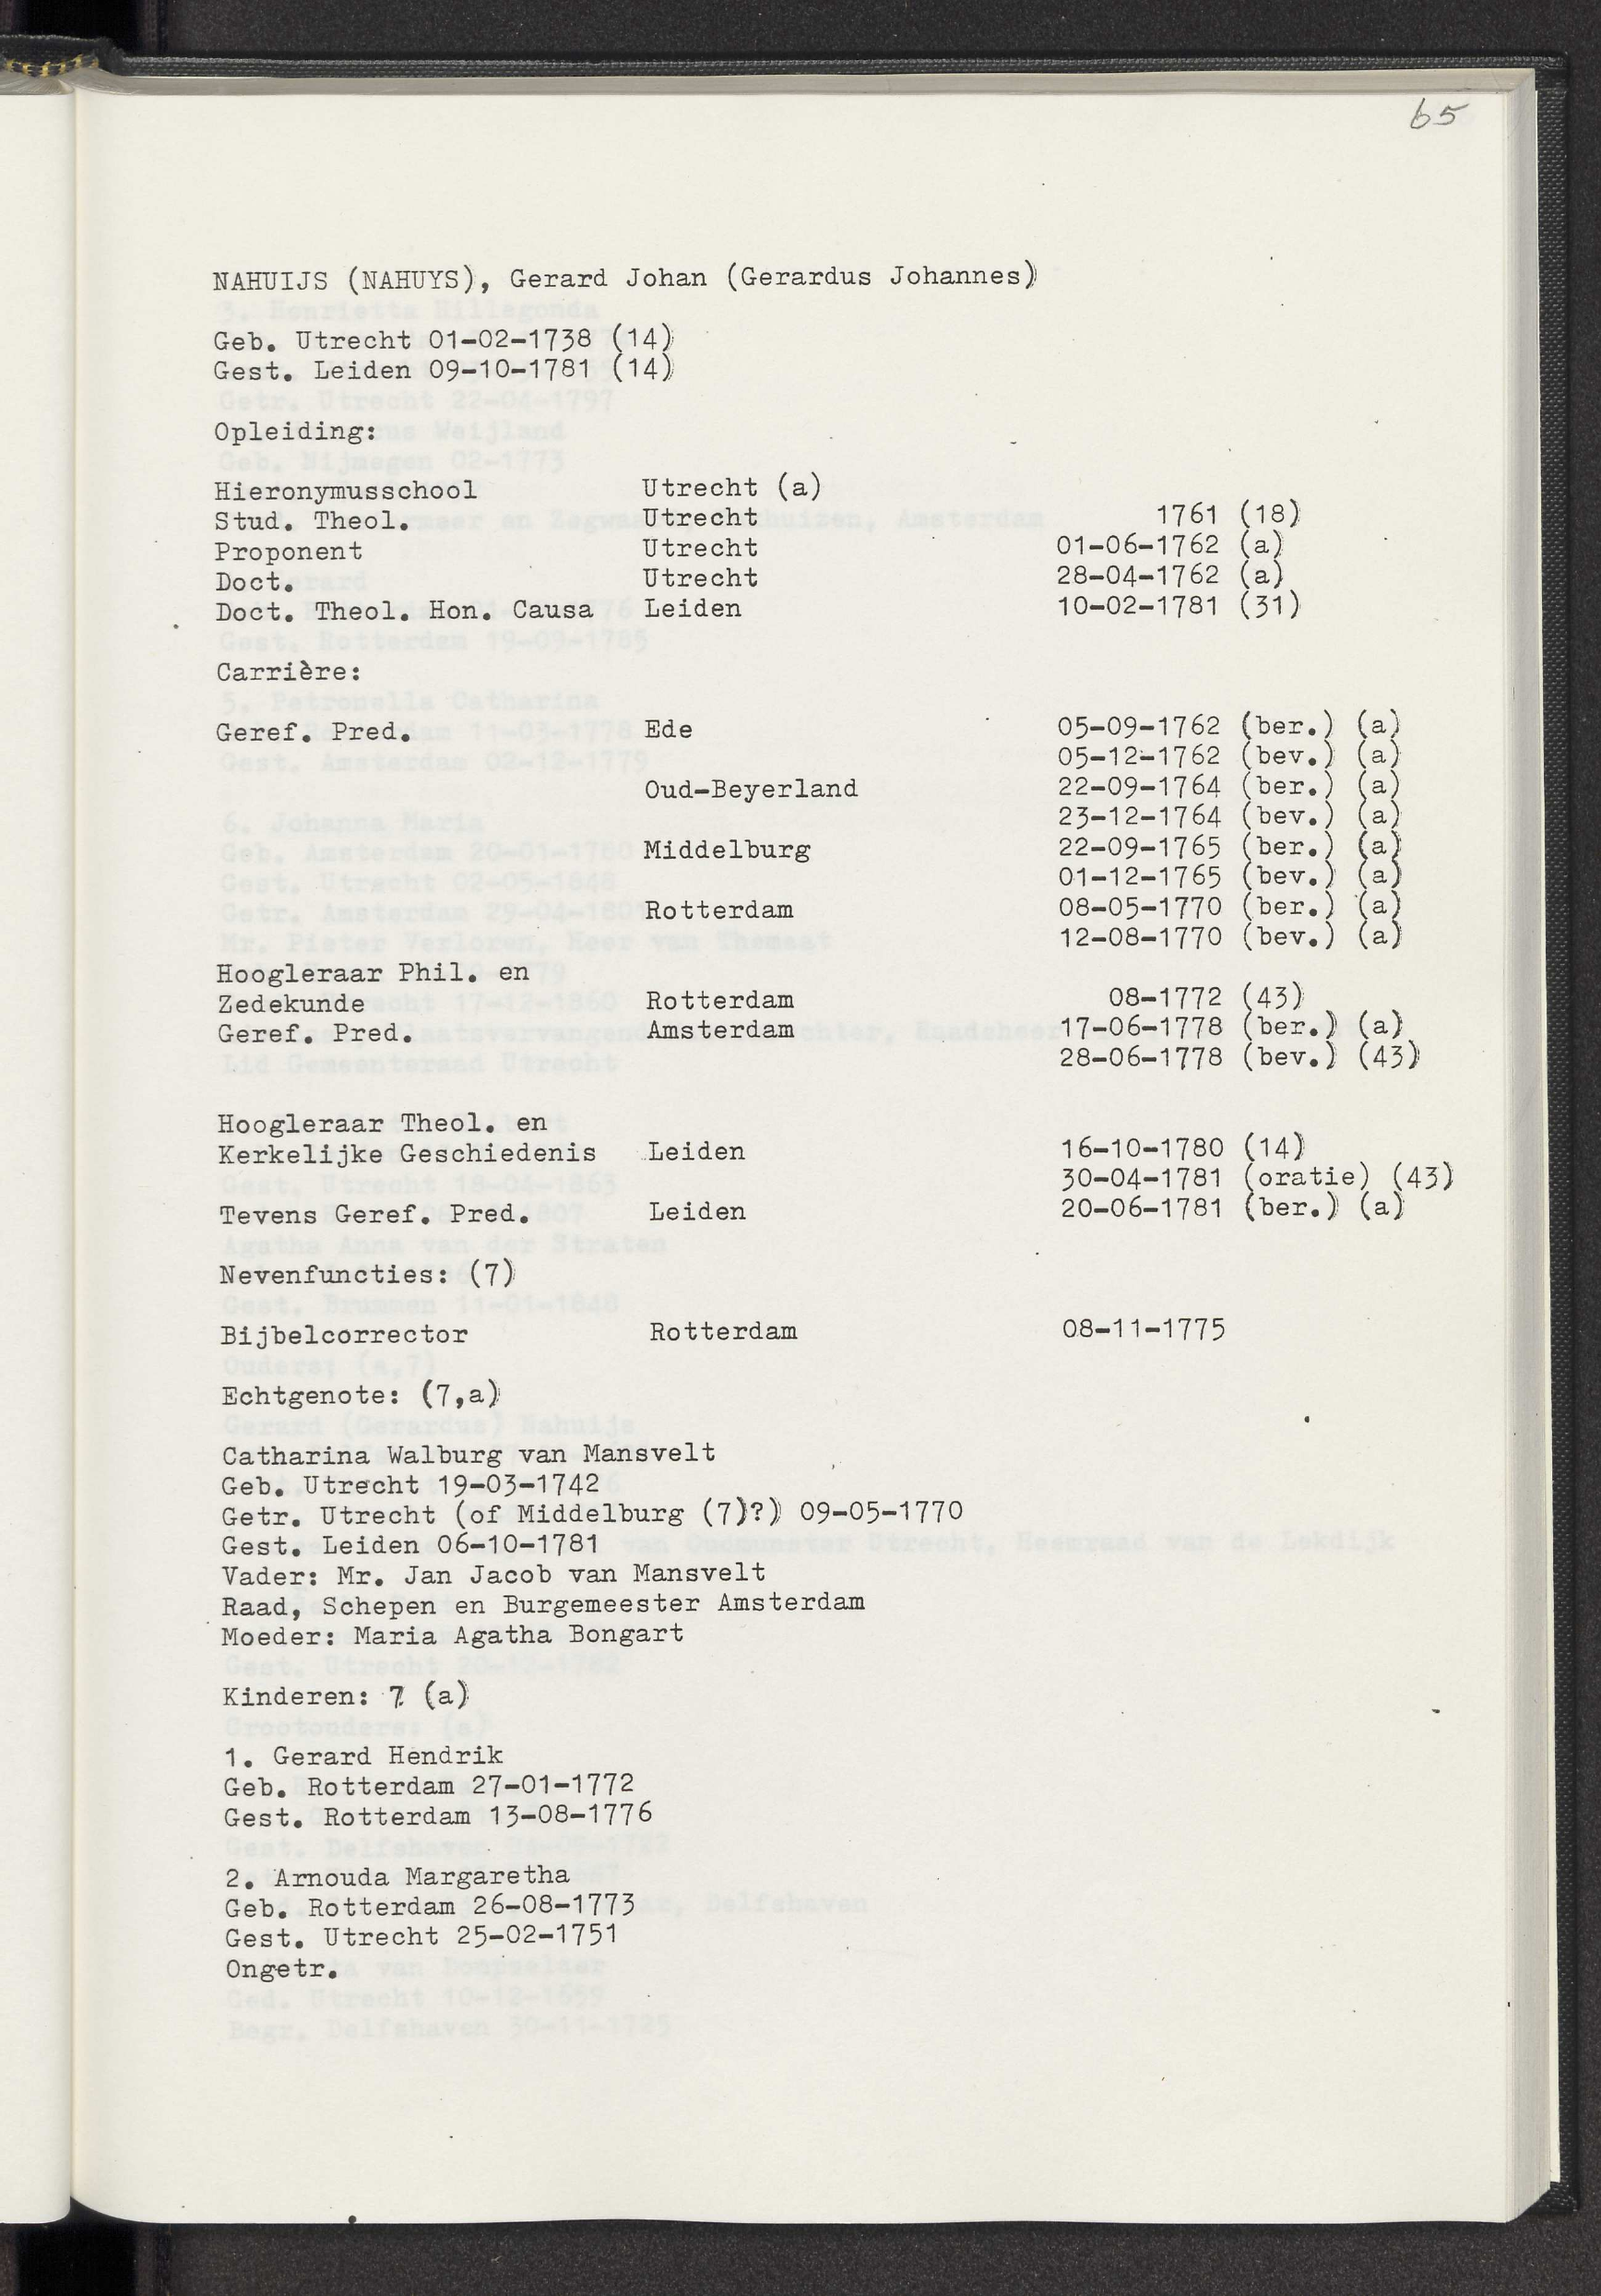 65
NAHUIJS (NAHUYS), Gerard Johan (Gerardus Johannes)
Geb. Utrecht 01-02-1738 (14)
Gest. Leiden 09-10-1781 (14)
Opleiding:
Hieronymusschool Utrecht (a)
Stud. Theol. Utrecht 1761 (18)
Proponent Utrecht 01-06-1762 (a)
Doct. Utrecht 28-04-1762 (a)
Doct. Theol. Hon. Causa Leiden 10-02-1781 (31)
Carrière:
Geref. Pred. Ede 05-09-1762 (ber.) (a)
05-12-1762 (bev.) (a)
Oud-Beyerland 22-09-1764 (ber.) (a)
23-12-1764 (bev.) (a)
Middelburg 22-09-1765 (ber.) (a)
01-12-1765 (bev.) (a)
Rotterdam 08-05-1770 (ber.) (a)
12-08-1770 (bev.) (a)
Hoogleraar Phil. en
Zedekunde Rotterdam 08-1772 (43)
Geref. Pred. Amsterdam 17-06-1778 (ber.) (a)
28-06-1778 (bev.) (43)
Hoogleraar Theol. en
Kerkelijke Geschiedenis Leiden 16-10-1780 (14)
30-04-1781 (oratie) (43)
Tevens Geref. Pred. Leiden 20-06-1781 (ber.) (a)
Nevenfuncties: (7)
Bijbelcorrector Rotterdam 08-11-1775
Echtgenote: (7,a)
Catharina Walburg van Mansvelt
Geb. Utrecht 19-03-1742
Getr. Utrecht (of Middelburg (7)?) 09-05-1770
Gest. Leiden 06-10-1781
Vader: Mr. Jan Jacob van Mansvelt
Raad, Schepen en Burgemeester Amsterdam
Moeder: Maria Agatha Bongart
Kinderen: 7 (a)
1. Gerard Hendrik
Geb. Rotterdam 27-01-1772
Gest. Rotterdam 13-08-1776
2. Arnouda Margaretha
Geb. Rotterdam 26-08-1773
Gest. Utrecht 25-02-1751
Ongetr.